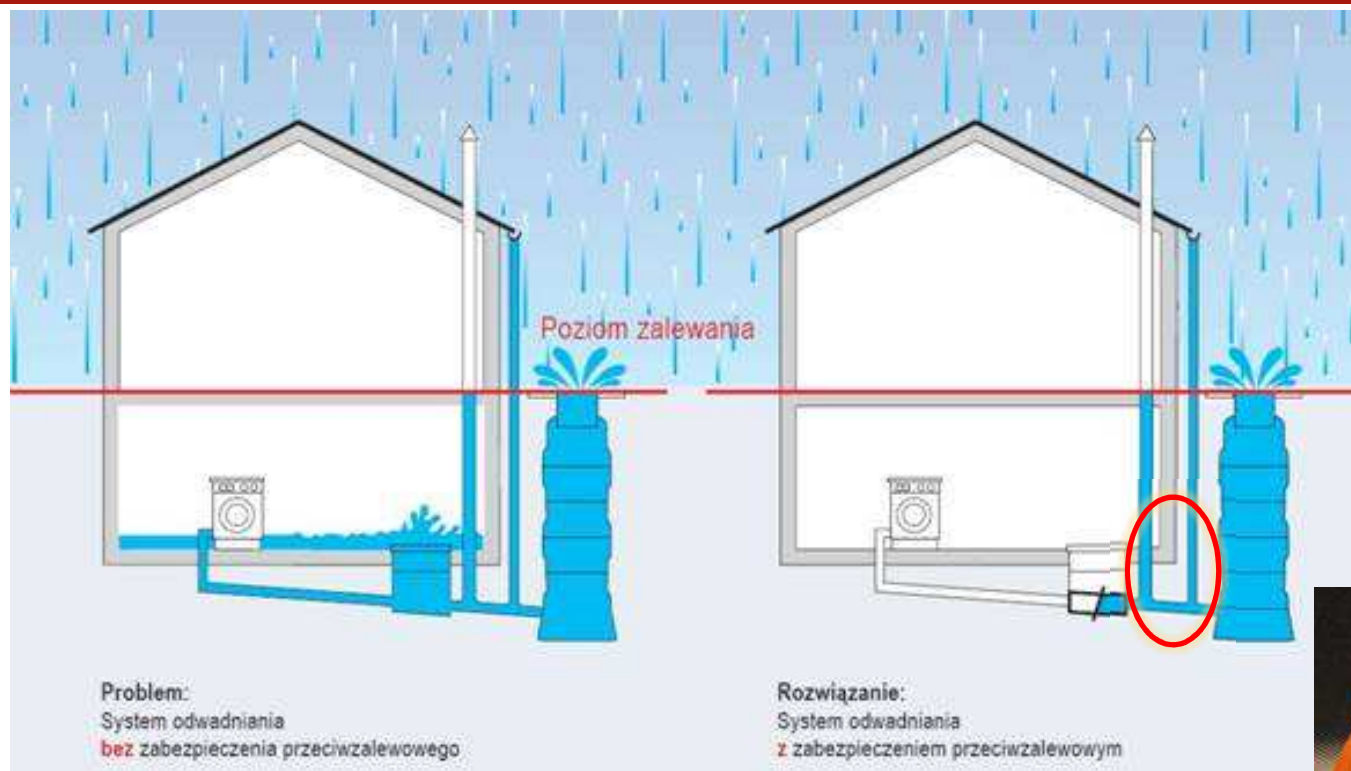 Poziom zalewania
Problem:
System odwadniania
bez zabezpieczenia przeciwzalewowego
Rozwiązanie:
System odwadniania
z zabezpieczeniem przeciwzalewowym